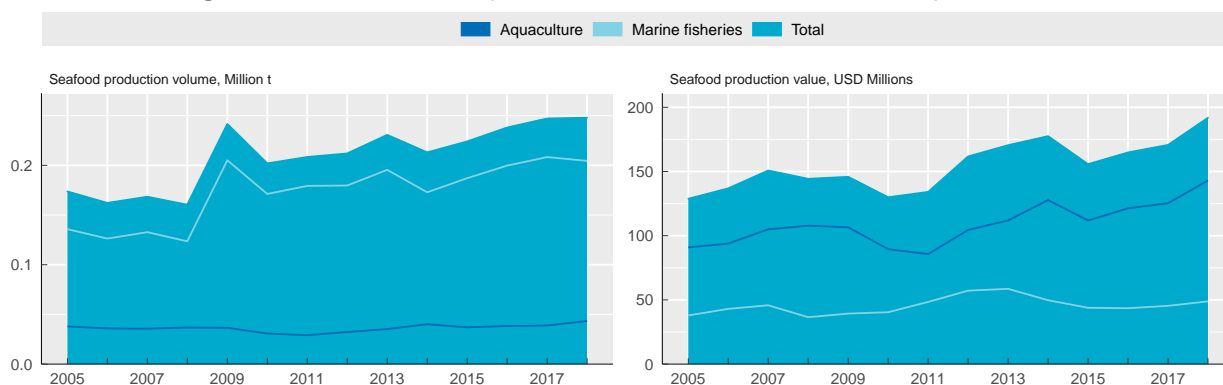 Aquaculture Marine fisheries Total
Seafood production volume, Million t
0.2
0.1
0.0
2005 2007 2009 2011 2013 2015 2017
Seafood production value, USD Millions
200
150
100
50
0
2005 2007 2009 2011 2013 2015 2017